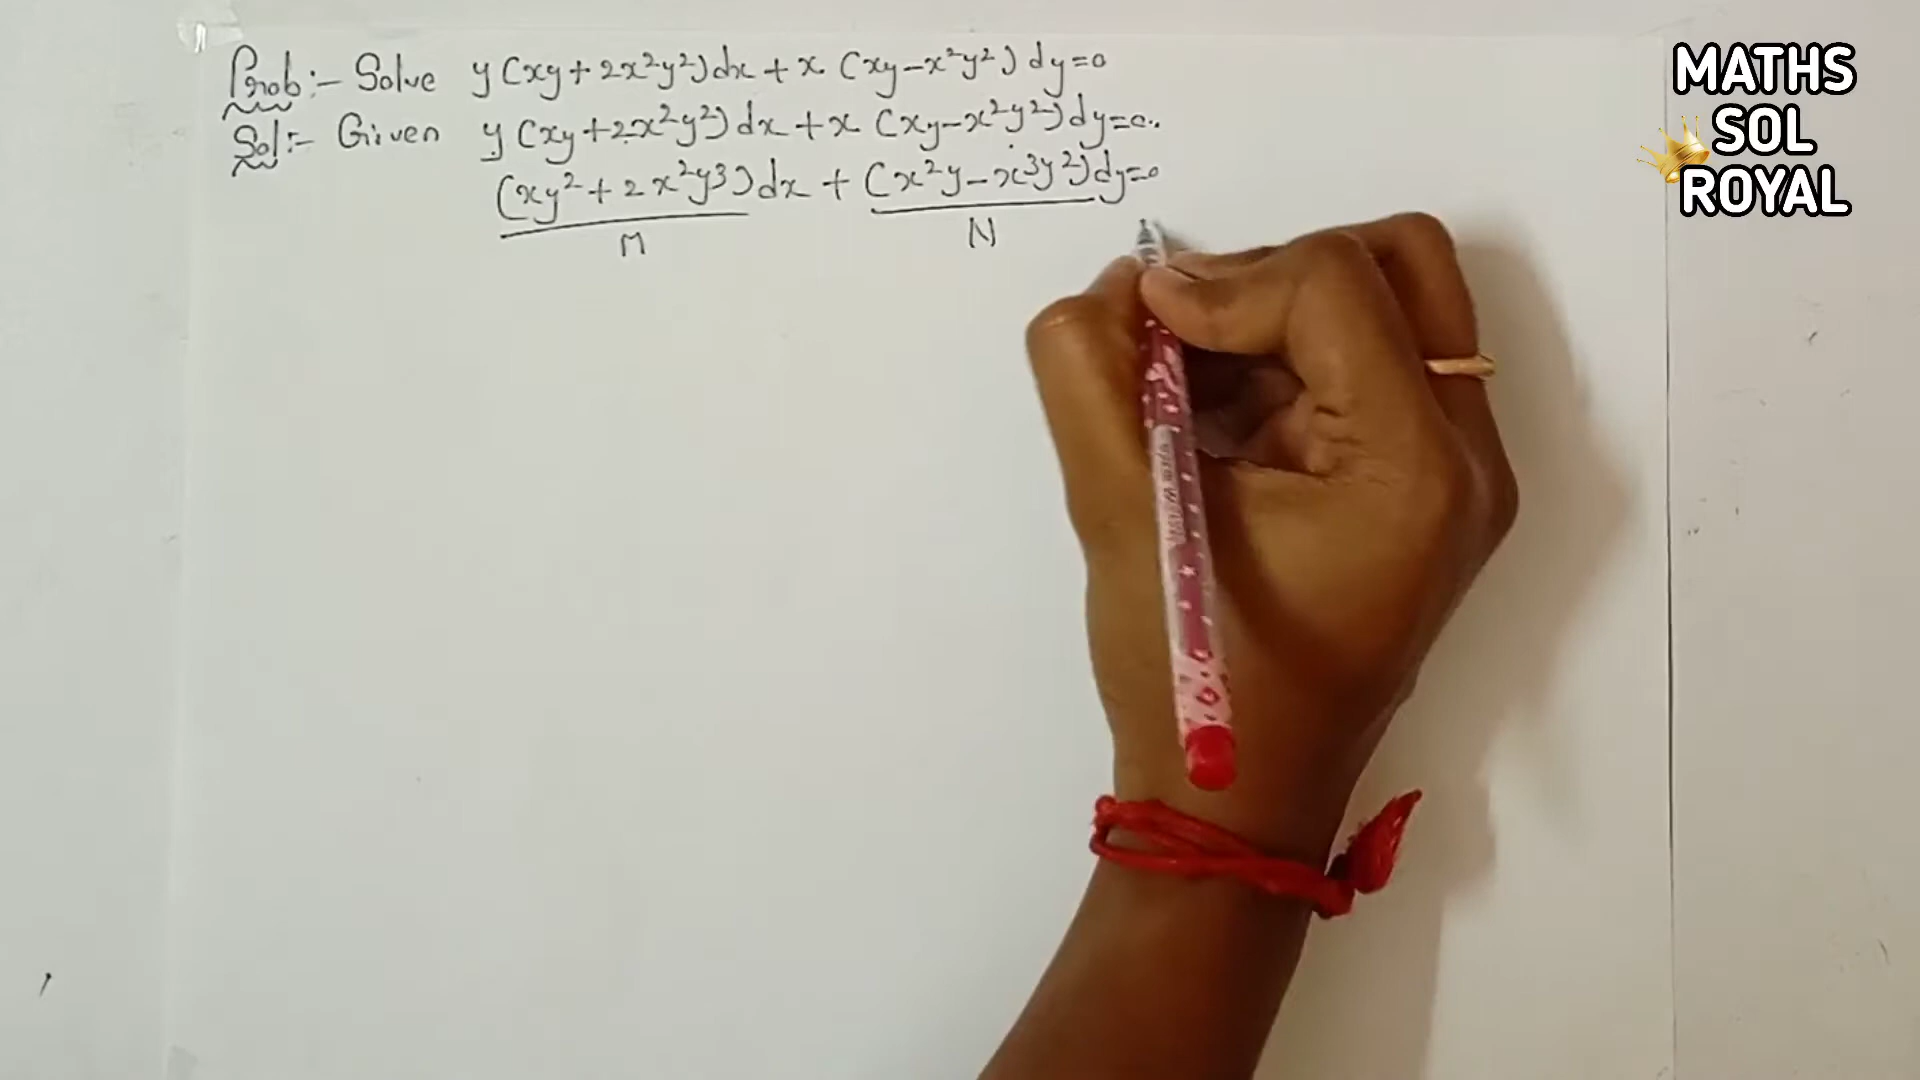 Prob:- Solve y(xy+2x²y²)dx+x(xy-x²y²)dy=0
Sol:- Given y(xy+2x²y²)dx+x(xy-x²y²)dy=0..
(xy²+2x²y³)dx+(x²y-x³y²)dy=0
M N
MATHS
SOL
ROYAL